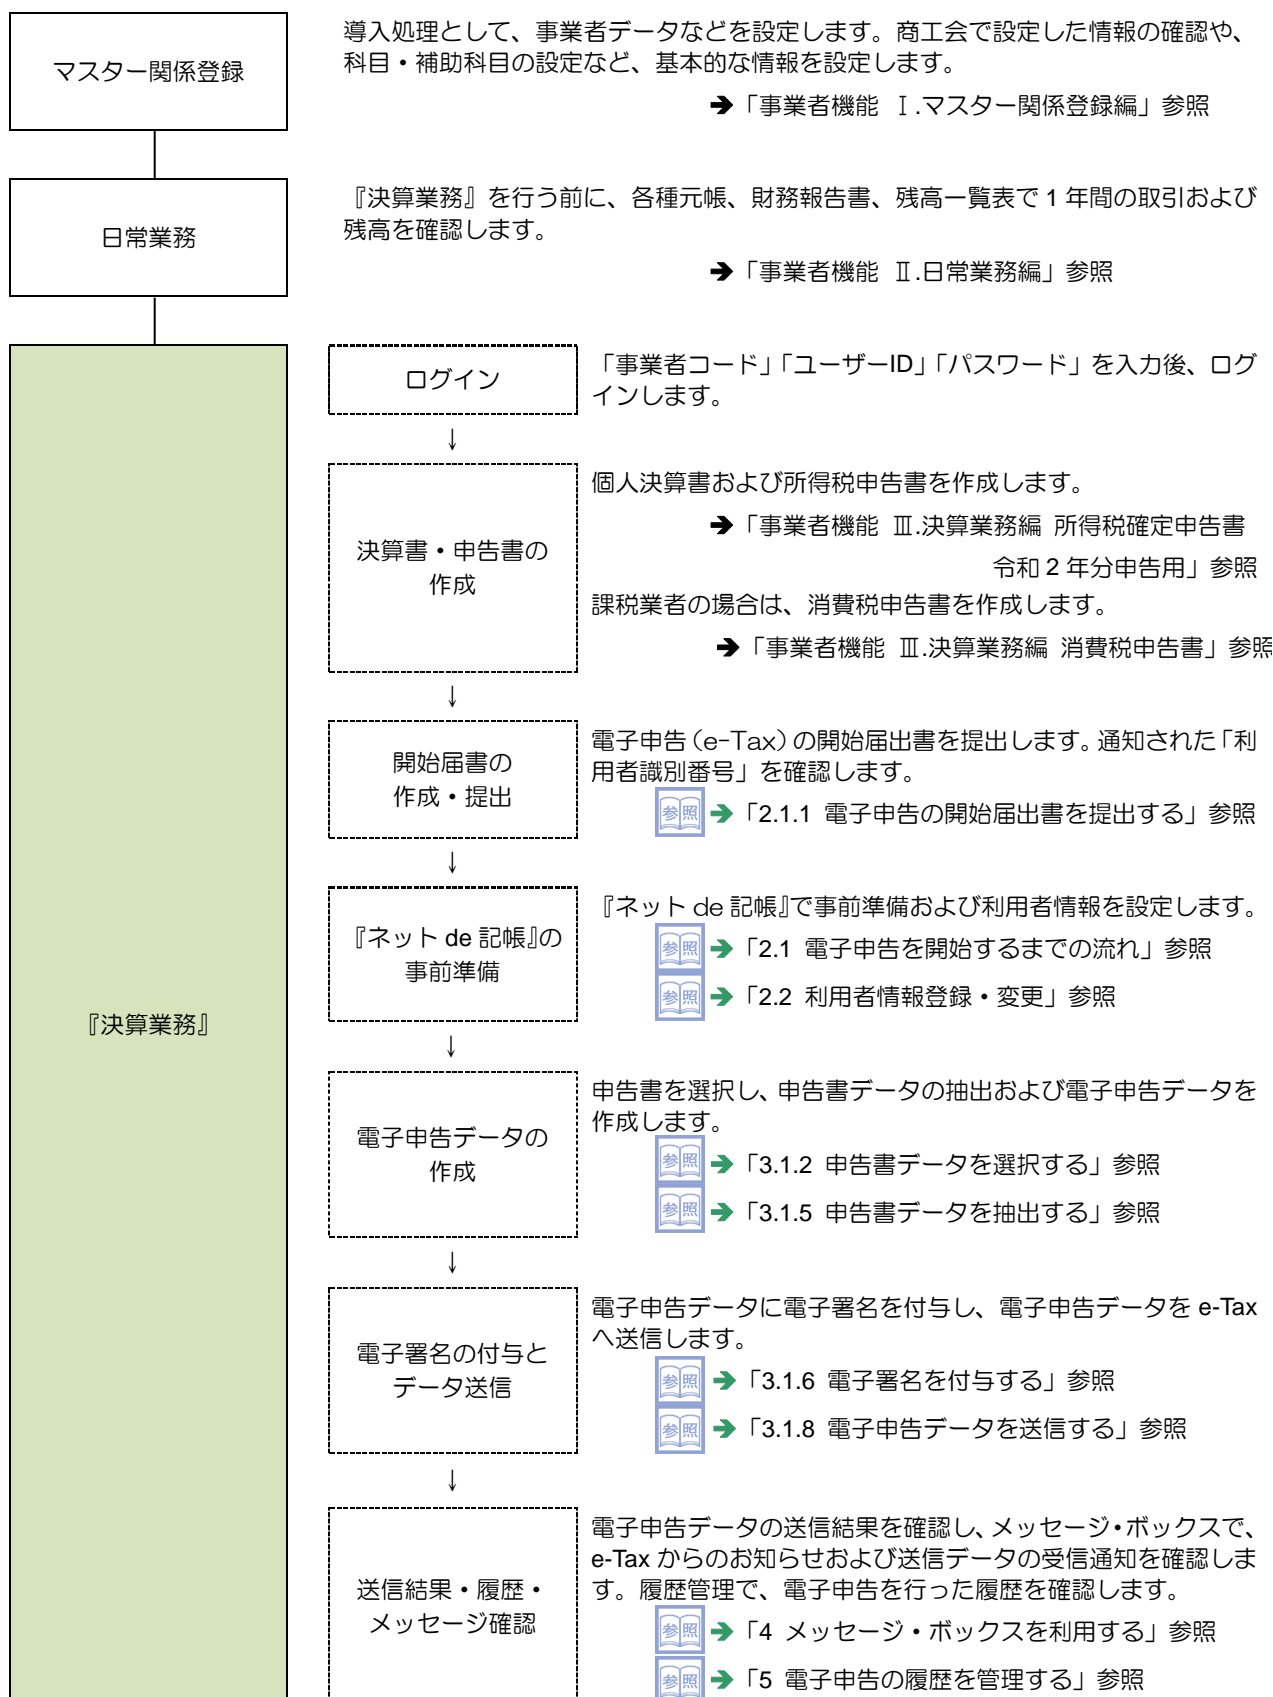 マスター関係登録
導入処理として、事業者データなどを設定します。商工会で設定した情報の確認や、
科目・補助科目の設定など、基本的な情報を設定します。
➔「事業者機能 Ⅰ.マスター関係登録編」参照
日常業務
『決算業務』を行う前に、各種元帳、財務報告書、残高一覧表で 1 年間の取引および
残高を確認します。
➔「事業者機能 Ⅱ.日常業務編」参照
『決算業務』
ログイン
「事業者コード」「ユーザーID」「パスワード」を入力後、ログ
インします。
↓
決算書・申告書の
作成
個人決算書および所得税申告書を作成します。
➔「事業者機能 Ⅲ.決算業務編 所得税確定申告書
令和 2 年分申告用」参照
課税業者の場合は、消費税申告書を作成します。
➔「事業者機能 Ⅲ.決算業務編 消費税申告書」参照
↓
開始届書の
作成・提出
電子申告(e-Tax)の開始届出書を提出します。通知された「利
用者識別番号」を確認します。
参照 ➔「2.1.1 電子申告の開始届出書を提出する」参照
↓
『ネット de 記帳』の
事前準備
『ネット de 記帳』で事前準備および利用者情報を設定します。
参照 ➔「2.1 電子申告を開始するまでの流れ」参照
参照 ➔「2.2 利用者情報登録・変更」参照
↓
電子申告データの
作成
申告書を選択し、申告書データの抽出および電子申告データを
作成します。
参照 ➔「3.1.2 申告書データを選択する」参照
参照 ➔「3.1.5 申告書データを抽出する」参照
↓
電子署名の付与と
データ送信
電子申告データに電子署名を付与し、電子申告データを e-Tax
へ送信します。
参照 ➔「3.1.6 電子署名を付与する」参照
参照 ➔「3.1.8 電子申告データを送信する」参照
↓
送信結果・履歴・
メッセージ確認
電子申告データの送信結果を確認し、メッセージ・ボックスで、
e-Tax からのお知らせおよび送信データの受信通知を確認しま
す。履歴管理で、電子申告を行った履歴を確認します。
参照 ➔「4 メッセージ・ボックスを利用する」参照
参照 ➔「5 電子申告の履歴を管理する」参照